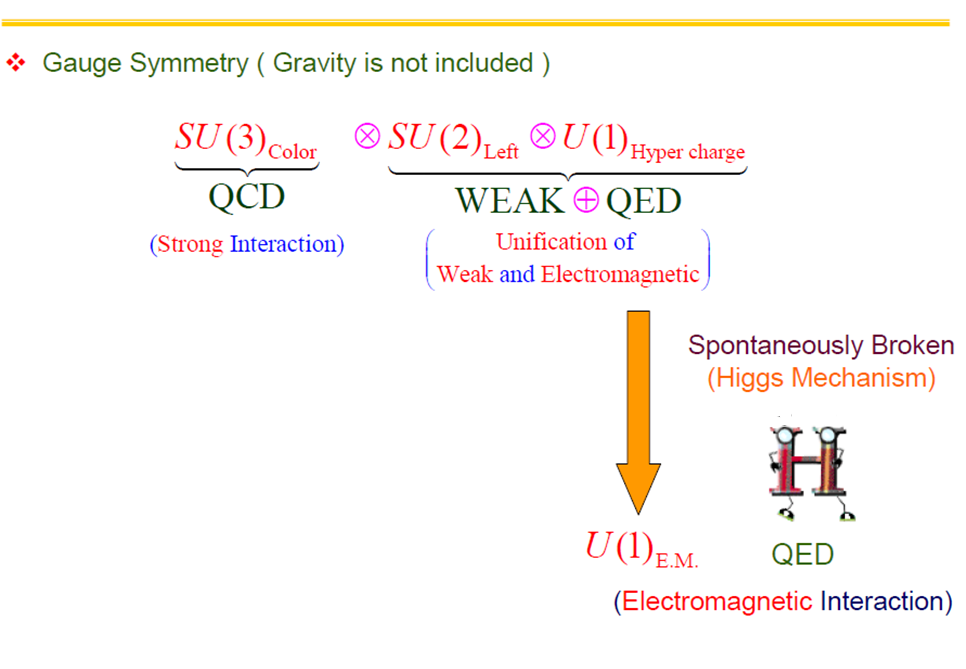 ❖ Gauge Symmetry ( Gravity is not included )
SU(3)Color ⊗ SU(2)Left ⊗ U(1)Hyper charge
QCD WEAK ⊕ QED
(Strong Interaction) (Unification of
Weak and Electromagnetic)
Spontaneously Broken
(Higgs Mechanism)
H
U(1)E.M. QED
(Electromagnetic Interaction)